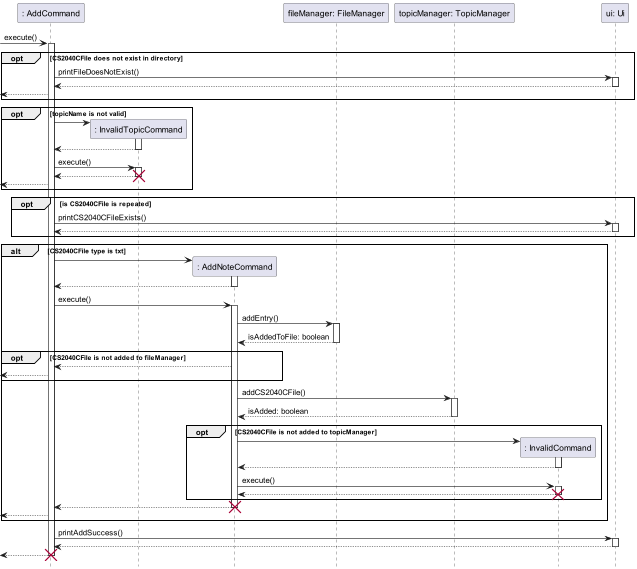 : AddCommand
fileManager: FileManager
topicManager: TopicManager
ui: Ui
execute()
opt [CS2040CFile does not exist in directory]
printFileDoesNotExist()
opt [topicName is not valid]
: InvalidTopicCommand
execute()
opt [is CS2040CFile is repeated]
printCS2040CFileExists()
alt [CS2040CFile type is txt]
: AddNoteCommand
execute()
addEntry()
isAddedToFile: boolean
opt [CS2040CFile is not added to fileManager]
addCS2040CFile()
isAdded: boolean
opt [CS2040CFile is not added to topicManager]
: InvalidCommand
execute()
printAddSuccess()